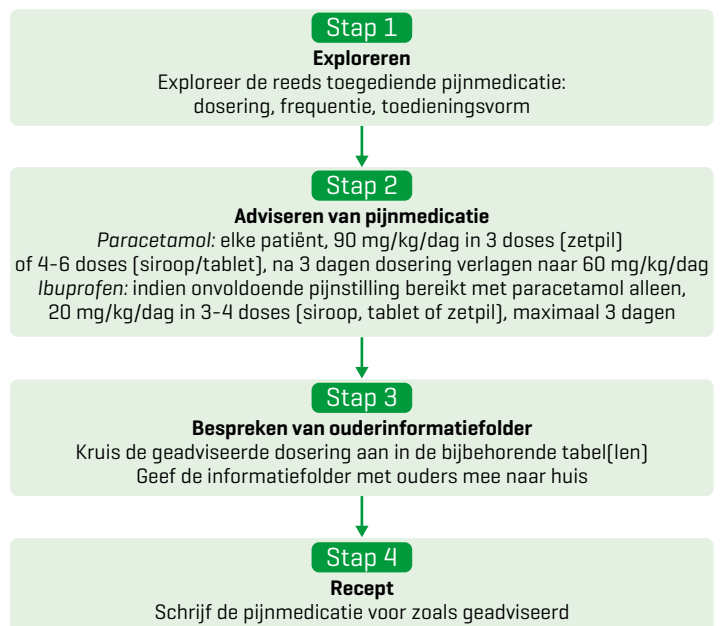 Stap 1
Exploreren
Exploreer de reeds toegediende pijnmedicatie:
dosering, frequentie, toedieningsvorm
Stap 2
Adviseren van pijnmedicatie
Paracetamol: elke patiënt, 90 mg/kg/dag in 3 doses (zetpil)
of 4-6 doses (siroop/tablet), na 3 dagen dosering verlagen naar 60 mg/kg/dag
Ibuprofen: indien onvoldoende pijnstilling bereikt met paracetamol alleen,
20 mg/kg/dag in 3-4 doses (siroop, tablet of zetpil), maximaal 3 dagen
Stap 3
Bespreken van ouderinformatiefolder
Kruis de geadviseerde dosering aan in de bijbehorende tabel(len)
Geef de informatiefolder met ouders mee naar huis
Stap 4
Recept
Schrijf de pijnmedicatie voor zoals geadviseerd